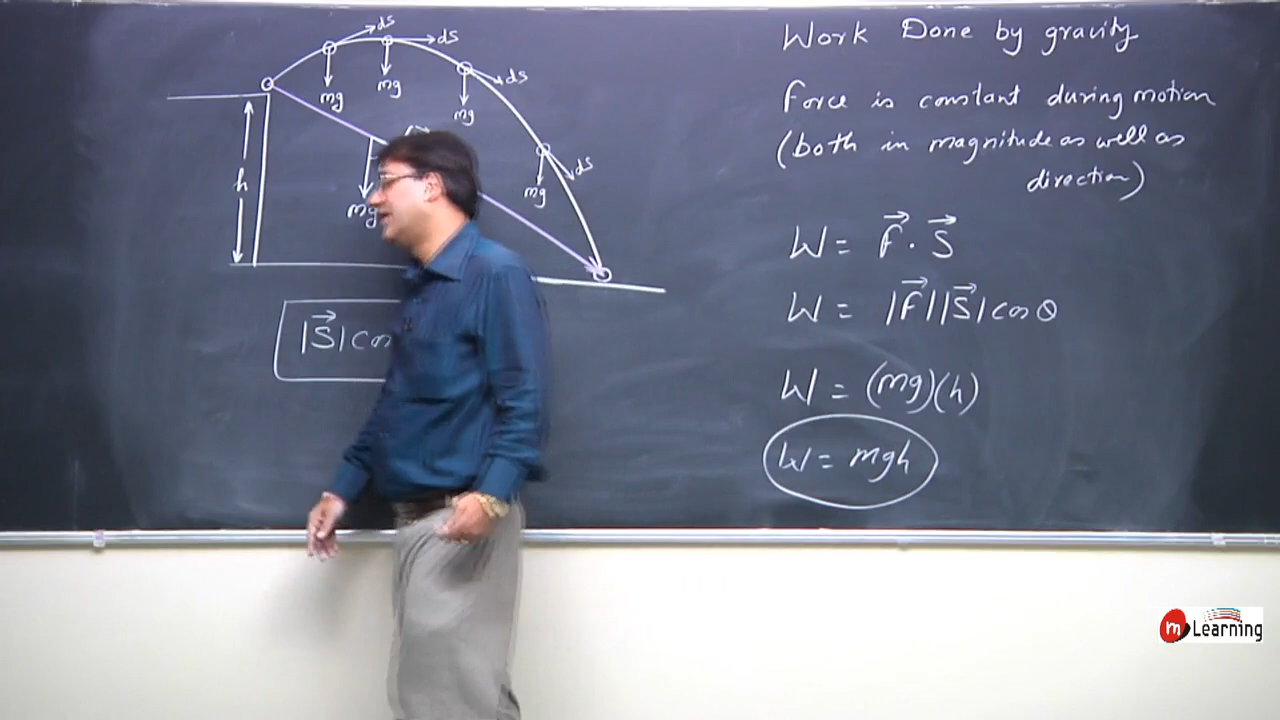 ds
ds
ds
ds
mg
mg
mg
mg
mg
h
|S⃗| cos
Work Done by gravity
Force is constant during motion
(both in magnitude as well as
direction)
W = F⃗ · S⃗
W = |F⃗||S⃗| cos θ
W = (mg)(h)
W = mgh
m Learning